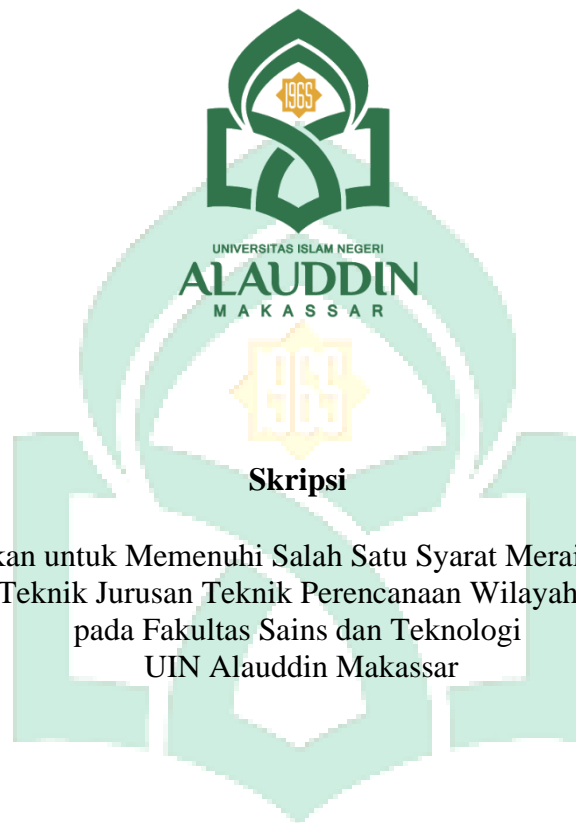 1965
UNIVERSITAS ISLAM NEGERI
ALAUDDIN
MAKASSAR
1965
Skripsi
kan untuk Memenuhi Salah Satu Syarat Merai
Teknik Jurusan Teknik Perencanaan Wilayah
pada Fakultas Sains dan Teknologi
UIN Alauddin Makassar